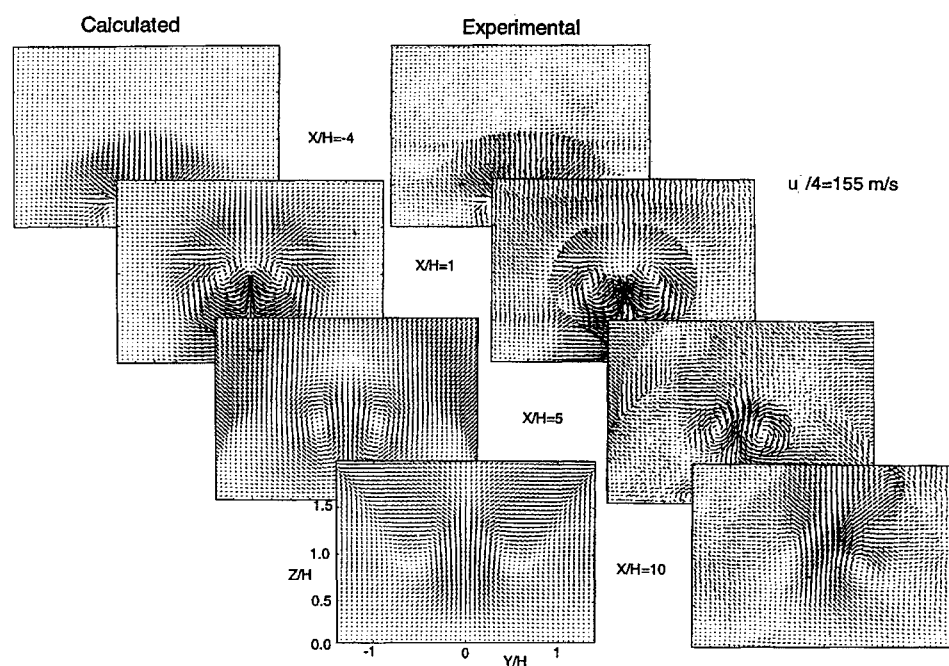 Calculated
Experimental
X/H=-4
u /4=155 m/s
X/H=1
X/H=5
1.5
1.0
Z/H
0.5
0.0
-1
0
1
Y/H
X/H=10